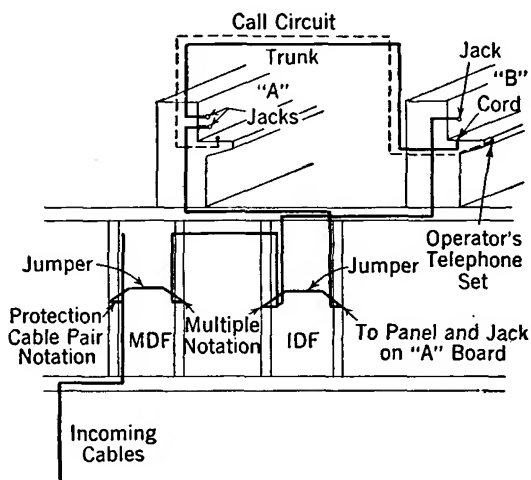 Call Circuit
Trunk
"A"
Jacks
Jack
"B"
Cord
Operator's
Telephone
Set
Jumper
Jumper
Protection
Cable Pair
Notation
MDF
Multiple
Notation
IDF
To Panel and Jack
on "A" Board
Incoming
Cables